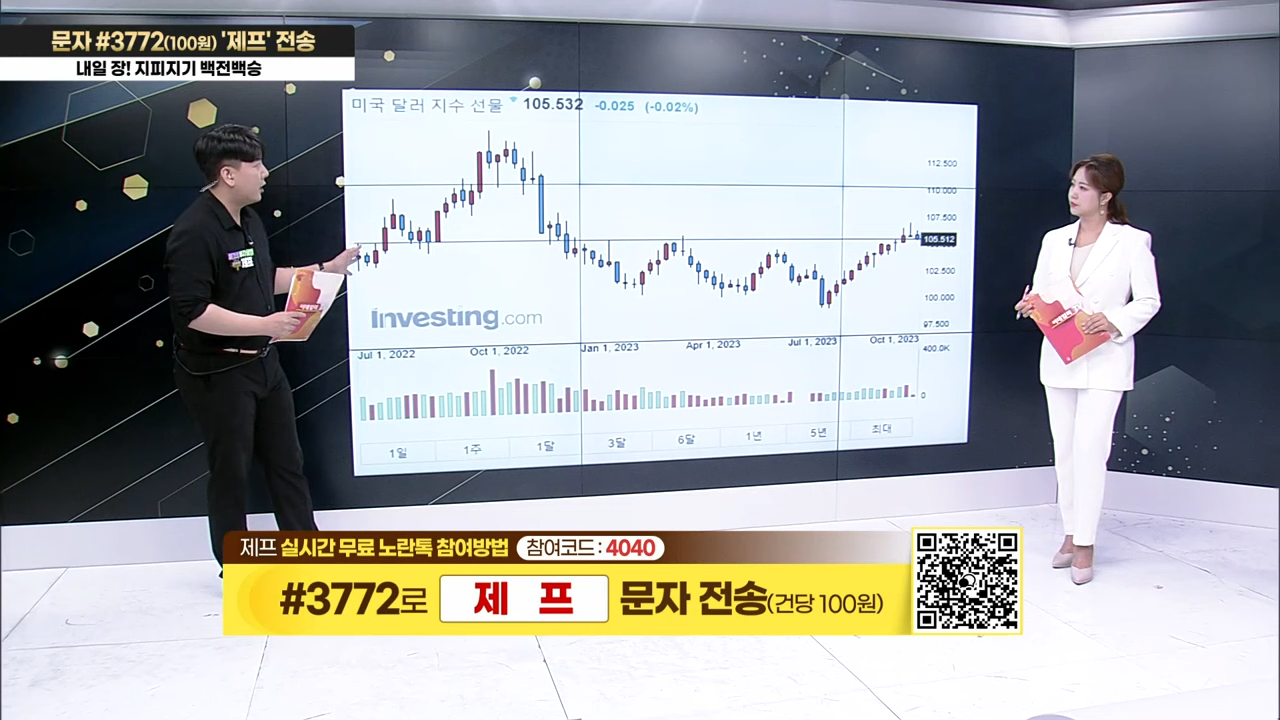 문자 #3772(100원) '제프' 전송
내일 장! 지피지기 백전백승
미국 달러 지수 선물 105.532 -0.025 (-0.02%)
112.500
110.000
107.500
105.512
102.500
100.000
97.500
Investing.com
Jul 1, 2022 Oct 1, 2022 Jan 1, 2023 Apr 1, 2023 Jul 1, 2023 Oct 1, 2023
400.0K
0
1일 1주 1달 3달 6달 1년 5년 최대
제프 실시간 무료 노란톡 참여방법 참여코드 : 4040
#3772로 제 프 문자 전송(건당 100원)